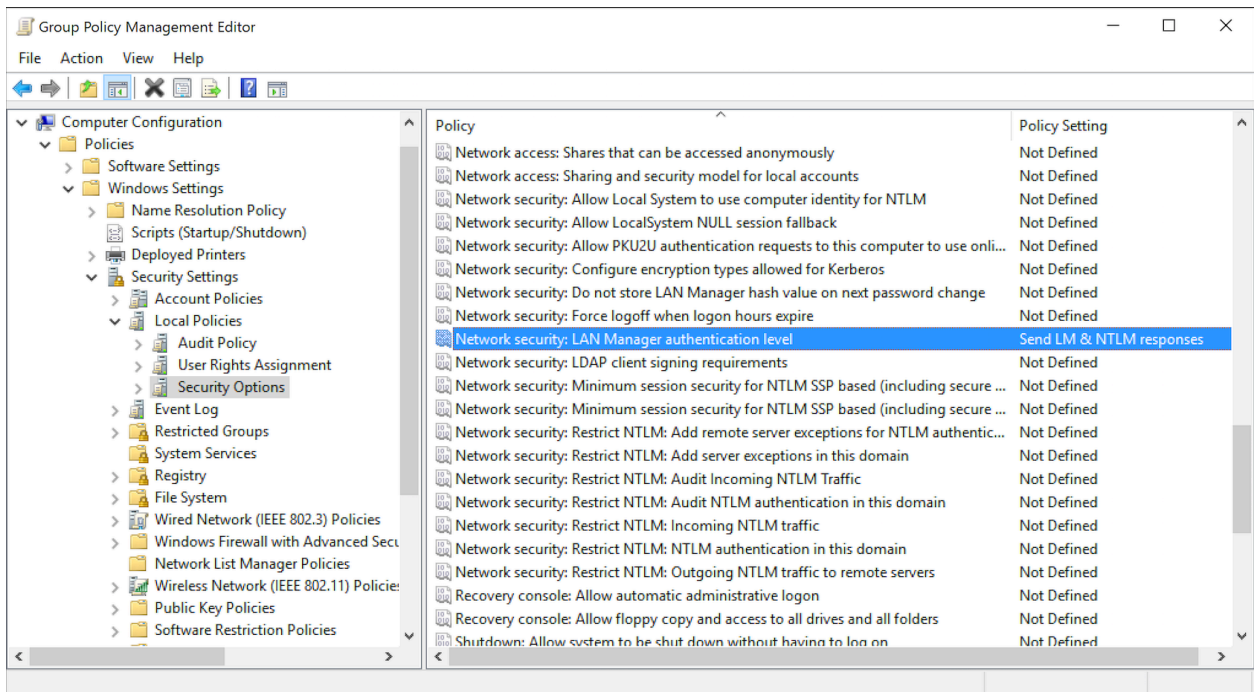 Group Policy Management Editor
File Action View Help
Computer Configuration
Policies
Software Settings
Windows Settings
Name Resolution Policy
Scripts (Startup/Shutdown)
Deployed Printers
Security Settings
Account Policies
Local Policies
Audit Policy
User Rights Assignment
Security Options
Event Log
Restricted Groups
System Services
Registry
File System
Wired Network (IEEE 802.3) Policies
Windows Firewall with Advanced Secu
Network List Manager Policies
Wireless Network (IEEE 802.11) Policies
Public Key Policies
Software Restriction Policies
Policy Policy Setting
Network access: Shares that can be accessed anonymously Not Defined
Network access: Sharing and security model for local accounts Not Defined
Network security: Allow Local System to use computer identity for NTLM Not Defined
Network security: Allow LocalSystem NULL session fallback Not Defined
Network security: Allow PKU2U authentication requests to this computer to use onli... Not Defined
Network security: Configure encryption types allowed for Kerberos Not Defined
Network security: Do not store LAN Manager hash value on next password change Not Defined
Network security: Force logoff when logon hours expire Not Defined
Network security: LAN Manager authentication level Send LM & NTLM responses
Network security: LDAP client signing requirements Not Defined
Network security: Minimum session security for NTLM SSP based (including secure ... Not Defined
Network security: Minimum session security for NTLM SSP based (including secure ... Not Defined
Network security: Restrict NTLM: Add remote server exceptions for NTLM authentic... Not Defined
Network security: Restrict NTLM: Add server exceptions in this domain Not Defined
Network security: Restrict NTLM: Audit Incoming NTLM Traffic Not Defined
Network security: Restrict NTLM: Audit NTLM authentication in this domain Not Defined
Network security: Restrict NTLM: Incoming NTLM traffic Not Defined
Network security: Restrict NTLM: NTLM authentication in this domain Not Defined
Network security: Restrict NTLM: Outgoing NTLM traffic to remote servers Not Defined
Recovery console: Allow automatic administrative logon Not Defined
Recovery console: Allow floppy copy and access to all drives and all folders Not Defined
Shutdown: Allow system to be shut down without having to log on Not Defined